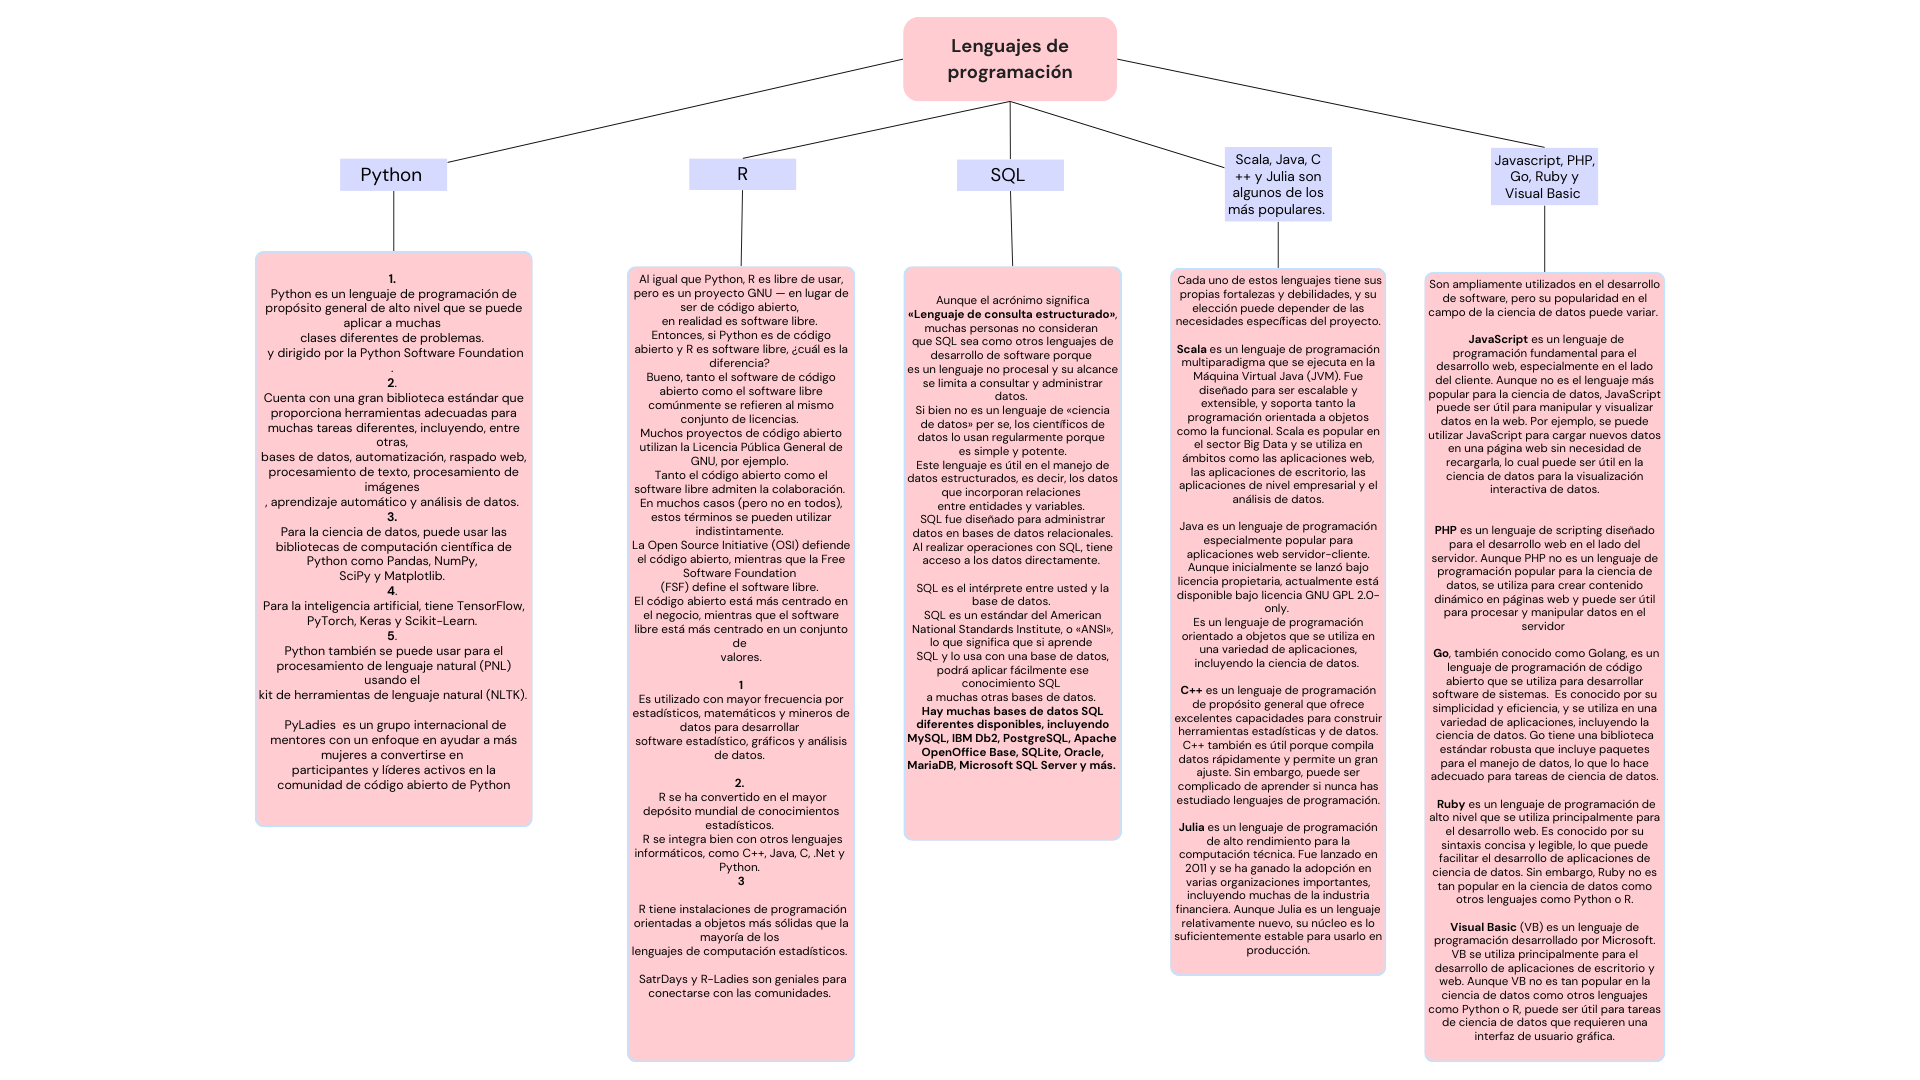 Lenguajes de
programación
Python
R
SQL
Scala, Java, C
++ y Julia son
algunos de los
más populares.
Javascript, PHP,
Go, Ruby y
Visual Basic
1.
Python es un lenguaje de programación de
propósito general de alto nivel que se puede
aplicar a muchas
clases diferentes de problemas.
y dirigido por la Python Software Foundation
.
2.
Cuenta con una gran biblioteca estándar que
proporciona herramientas adecuadas para
muchas tareas diferentes, incluyendo, entre
otras,
bases de datos, automatización, raspado web,
procesamiento de texto, procesamiento de
imágenes
, aprendizaje automático y análisis de datos.
3.
Para la ciencia de datos, puede usar las
bibliotecas de computación científica de
Python como Pandas, NumPy,
SciPy y Matplotlib.
4.
Para la inteligencia artificial, tiene TensorFlow,
PyTorch, Keras y Scikit-Learn.
5.
Python también se puede usar para el
procesamiento de lenguaje natural (PNL)
usando el
kit de herramientas de lenguaje natural (NLTK).
PyLadies es un grupo internacional de
mentores con un enfoque en ayudar a más
mujeres a convertirse en
participantes y líderes activos en la
comunidad de código abierto de Python
Al igual que Python, R es libre de usar,
pero es un proyecto GNU — en lugar de
ser de código abierto,
en realidad es software libre.
Entonces, si Python es de código
abierto y R es software libre, ¿cuál es la
diferencia?
Bueno, tanto el software de código
abierto como el software libre
comúnmente se refieren al mismo
conjunto de licencias.
Muchos proyectos de código abierto
utilizan la Licencia Pública General de
GNU, por ejemplo.
Tanto el código abierto como el
software libre admiten la colaboración.
En muchos casos (pero no en todos),
estos términos se pueden utilizar
indistintamente.
La Open Source Initiative (OSI) defiende
el código abierto, mientras que la Free
Software Foundation
(FSF) define el software libre.
El código abierto está más centrado en
el negocio, mientras que el software
libre está más centrado en un conjunto
de
valores.
1
Es utilizado con mayor frecuencia por
estadísticos, matemáticos y mineros de
datos para desarrollar
software estadístico, gráficos y análisis
de datos.
2.
R se ha convertido en el mayor
depósito mundial de conocimientos
estadísticos.
R se integra bien con otros lenguajes
informáticos, como C++, Java, C, .Net y
Python.
3
R tiene instalaciones de programación
orientadas a objetos más sólidas que la
mayoría de los
lenguajes de computación estadísticos.
SatrDays y R-Ladies son geniales para
conectarse con las comunidades.
Aunque el acrónimo significa
«Lenguaje de consulta estructurado»,
muchas personas no consideran
que SQL sea como otros lenguajes de
desarrollo de software porque
es un lenguaje no procesal y su alcance
se limita a consultar y administrar
datos.
Si bien no es un lenguaje de «ciencia
de datos» per se, los científicos de
datos lo usan regularmente porque
es simple y potente.
Este lenguaje es útil en el manejo de
datos estructurados, es decir, los datos
que incorporan relaciones
entre entidades y variables.
SQL fue diseñado para administrar
datos en bases de datos relacionales.
Al realizar operaciones con SQL, tiene
acceso a los datos directamente.
SQL es el intérprete entre usted y la
base de datos.
SQL es un estándar del American
National Standards Institute, o «ANSI»,
lo que significa que si aprende
SQL y lo usa con una base de datos,
podrá aplicar fácilmente ese
conocimiento SQL
a muchas otras bases de datos.
Hay muchas bases de datos SQL
diferentes disponibles, incluyendo
MySQL, IBM Db2, PostgreSQL, Apache
OpenOffice Base, SQLite, Oracle,
MariaDB, Microsoft SQL Server y más.
Cada uno de estos lenguajes tiene sus
propias fortalezas y debilidades, y su
elección puede depender de las
necesidades específicas del proyecto.
Scala es un lenguaje de programación
multiparadigma que se ejecuta en la
Máquina Virtual Java (JVM). Fue
diseñado para ser escalable y
extensible, y soporta tanto la
programación orientada a objetos
como la funcional. Scala es popular en
el sector Big Data y se utiliza en
ámbitos como las aplicaciones web,
las aplicaciones de escritorio, las
aplicaciones de nivel empresarial y el
análisis de datos.
Java es un lenguaje de programación
especialmente popular para
aplicaciones web servidor-cliente.
Aunque inicialmente se lanzó bajo
licencia propietaria, actualmente está
disponible bajo licencia GNU GPL 2.0-
only.
Es un lenguaje de programación
orientado a objetos que se utiliza en
una variedad de aplicaciones,
incluyendo la ciencia de datos.
C++ es un lenguaje de programación
de propósito general que ofrece
excelentes capacidades para construir
herramientas estadísticas y de datos.
C++ también es útil porque compila
datos rápidamente y permite un gran
ajuste. Sin embargo, puede ser
complicado de aprender si nunca has
estudiado lenguajes de programación.
Julia es un lenguaje de programación
de alto rendimiento para la
computación técnica. Fue lanzado en
2011 y se ha ganado la adopción en
varias organizaciones importantes,
incluyendo muchas de la industria
financiera. Aunque Julia es un lenguaje
relativamente nuevo, su núcleo es lo
suficientemente estable para usarlo en
producción.
Son ampliamente utilizados en el desarrollo
de software, pero su popularidad en el
campo de la ciencia de datos puede variar.
JavaScript es un lenguaje de
programación fundamental para el
desarrollo web, especialmente en el lado
del cliente. Aunque no es el lenguaje más
popular para la ciencia de datos, JavaScript
puede ser útil para manipular y visualizar
datos en la web. Por ejemplo, se puede
utilizar JavaScript para cargar nuevos datos
en una página web sin necesidad de
recargarla, lo cual puede ser útil en la
ciencia de datos para la visualización
interactiva de datos.
PHP es un lenguaje de scripting diseñado
para el desarrollo web en el lado del
servidor. Aunque PHP no es un lenguaje de
programación popular para la ciencia de
datos, se utiliza para crear contenido
dinámico en páginas web y puede ser útil
para procesar y manipular datos en el
servidor
Go, también conocido como Golang, es un
lenguaje de programación de código
abierto que se utiliza para desarrollar
software de sistemas. Es conocido por su
simplicidad y eficiencia, y se utiliza en una
variedad de aplicaciones, incluyendo la
ciencia de datos. Go tiene una biblioteca
estándar robusta que incluye paquetes
para el manejo de datos, lo que lo hace
adecuado para tareas de ciencia de datos.
Ruby es un lenguaje de programación de
alto nivel que se utiliza principalmente para
el desarrollo web. Es conocido por su
sintaxis concisa y legible, lo que puede
facilitar el desarrollo de aplicaciones de
ciencia de datos. Sin embargo, Ruby no es
tan popular en la ciencia de datos como
otros lenguajes como Python o R.
Visual Basic (VB) es un lenguaje de
programación desarrollado por Microsoft.
VB se utiliza principalmente para el
desarrollo de aplicaciones de escritorio y
web. Aunque VB no es tan popular en la
ciencia de datos como otros lenguajes
como Python o R, puede ser útil para tareas
de ciencia de datos que requieren una
interfaz de usuario gráfica.